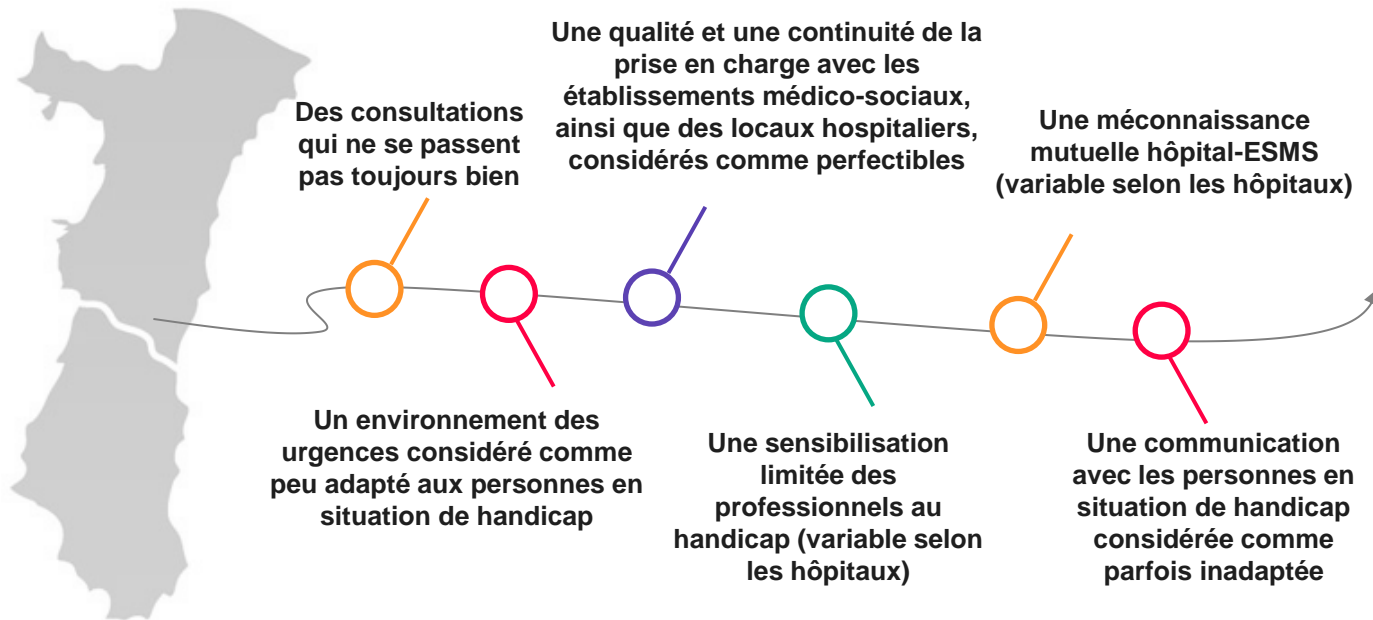 Des consultations
qui ne se passent
pas toujours bien
Un environnement des
urgences considéré comme
peu adapté aux personnes en
situation de handicap
Une qualité et une continuité de la
prise en charge avec les
établissements médico-sociaux,
ainsi que des locaux hospitaliers,
considérés comme perfectibles
Une sensibilisation
limitée des
professionnels au
handicap (variable selon
les hôpitaux)
Une méconnaissance
mutuelle hôpital-ESMS
(variable selon les hôpitaux)
Une communication
avec les personnes en
situation de handicap
considérée comme
parfois inadaptée